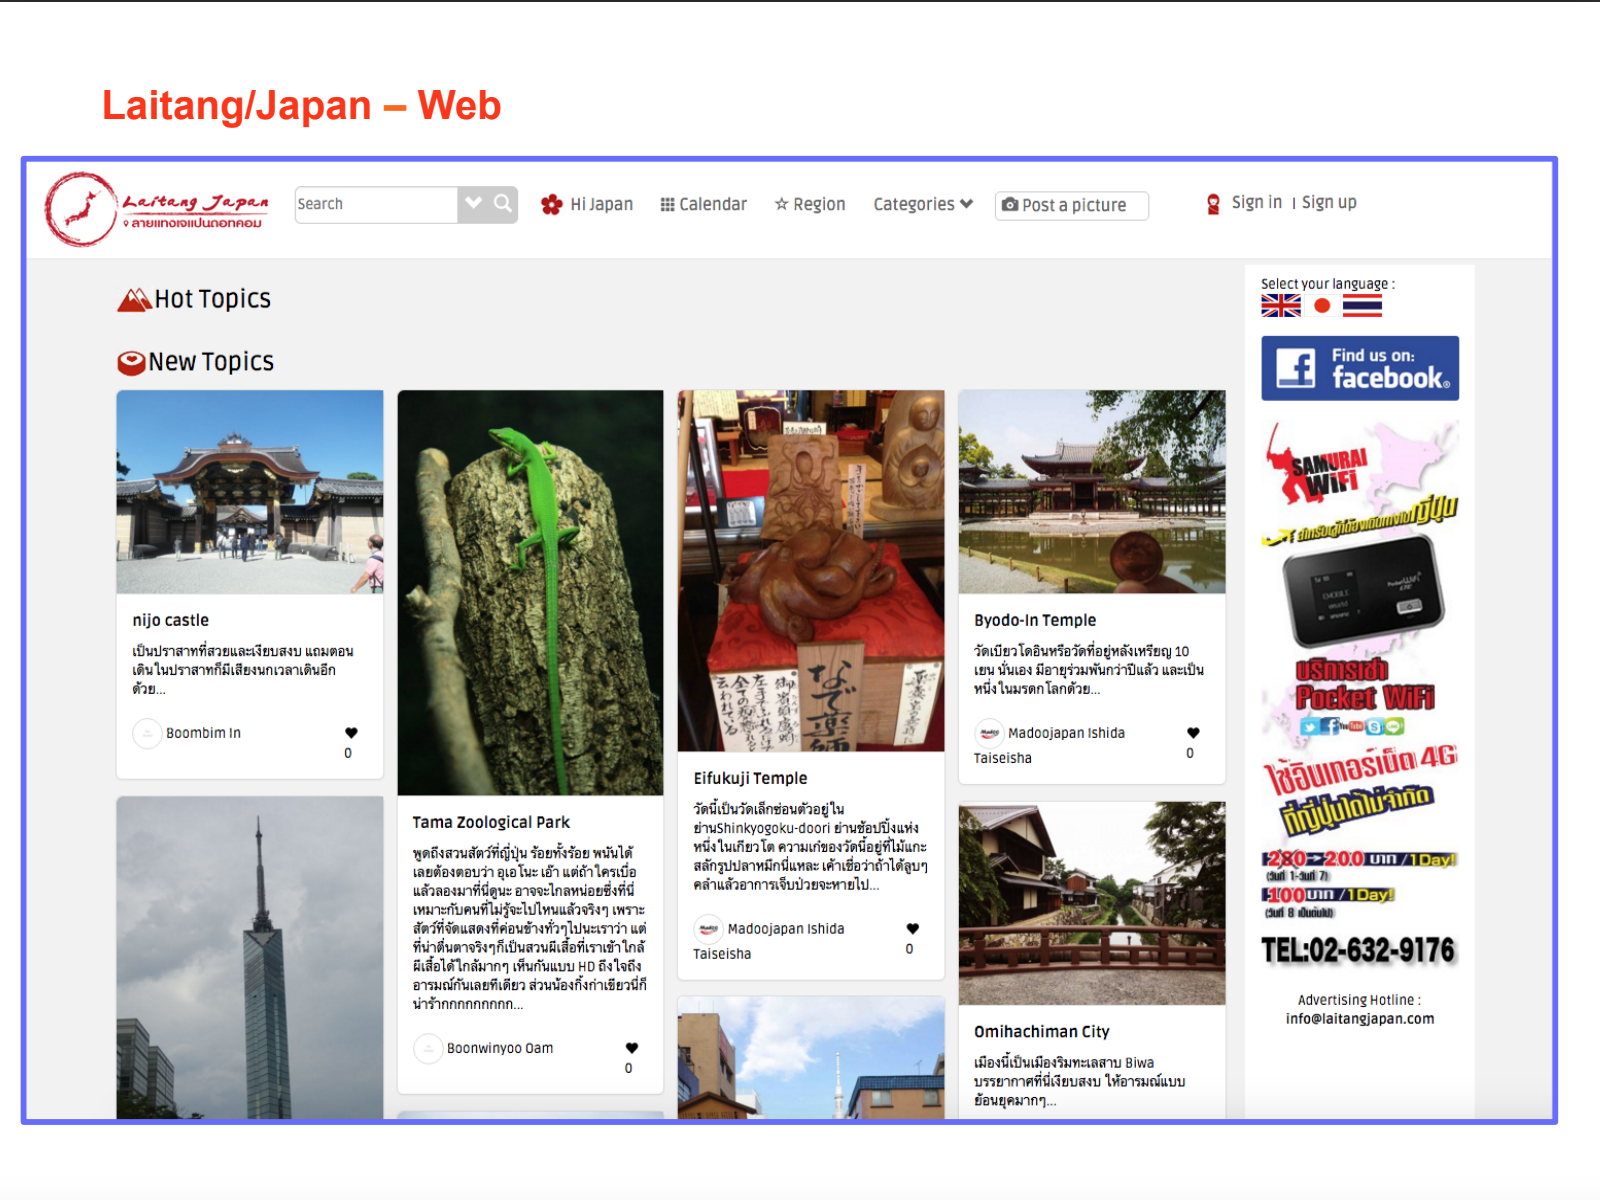 Laitang/Japan – Web
Laitang Japan
ลายแทงเจแปนดอทคอม
Search
Hi Japan
Calendar
Region
Categories
Post a picture
Sign in | Sign up
Hot Topics
New Topics
nijo castle
เป็นปราสาทที่สวยและเงียบสงบ แถมตอน
เดินในปราสาทก็มีเสียงนกเวลาเดินอีก
ด้วย...
Boombim In
0
Tama Zoological Park
พูดถึงสวนสัตว์ที่ญี่ปุ่น ร้อยทั้งร้อย พนันได้
เลยต้องตอบว่า อุเอโนะ เอ๊า แต่ถ้าใครเบื่อ
แล้วลองมาที่นี่ดูนะ อาจจะไกลหน่อยซึ่งที่นี่
เหมาะกับคนที่ไม่รู้จะไปไหนแล้วจริงๆ เพราะ
สัตว์ที่จัดแสดงที่ค่อนข้างทั่วๆไปนะเราว่า แต่
ที่น่าตื่นตาจริงๆก็เป็นสวนผีเสื้อที่เราเข้าใกล้
ผีเสื้อได้ใกล้มากๆ เห็นกันแบบ HD ถึงใจถึง
อารมณ์กันเลยทีเดียว ส่วนน้องกิ้งก่าเขียวนี่ก็
น่าร้ากกกกกกกกก...
Boonwinyoo Oam
0
なで薬師
Eifukuji Temple
วัดนี้เป็นวัดเล็กซ่อนตัวอยู่ใน
ย่านShinkyogoku-doori ย่านช้อปปิ้งแห่ง
หนึ่งในเกียวโต ความเก๋ของวัดนี้อยู่ที่ไม้แกะ
สลักรูปปลาหมึกนี่แหละ เค้าเชื่อว่าถ้าได้ลูบๆ
คลำแล้วอาการเจ็บป่วยจะหายไป...
Madoojapan Ishida
Taiseisha
0
Byodo-In Temple
วัดเบียวโดอินหรือวัดที่อยู่หลังเหรียญ 10
เยน นั่นเอง มีอายุร่วมพันกว่าปีแล้ว และเป็น
หนึ่งในมรดกโลกด้วย...
Madoojapan Ishida
Taiseisha
0
Omihachiman City
เมืองนี้เป็นเมืองริมทะเลสาบ Biwa
บรรยากาศที่นี่เงียบสงบ ให้อารมณ์แบบ
ย้อนยุคมากๆ...
Select your language :
Find us on:
facebook®
SAMURAI
WiFi
สำหรับผู้ที่ต้องเดินทางไปญี่ปุ่น
บริการเช่า
Pocket WiFi
ใช้อินเทอร์เน็ต 4G
ที่ญี่ปุ่นได้ไม่จำกัด
280 200 บาท / 1Day!
(วันที่ 1-วันที่ 7)
100บาท / 1Day!
(วันที่ 8 เป็นต้นไป)
TEL:02-632-9176
Advertising Hotline :
info@laitangjapan.com